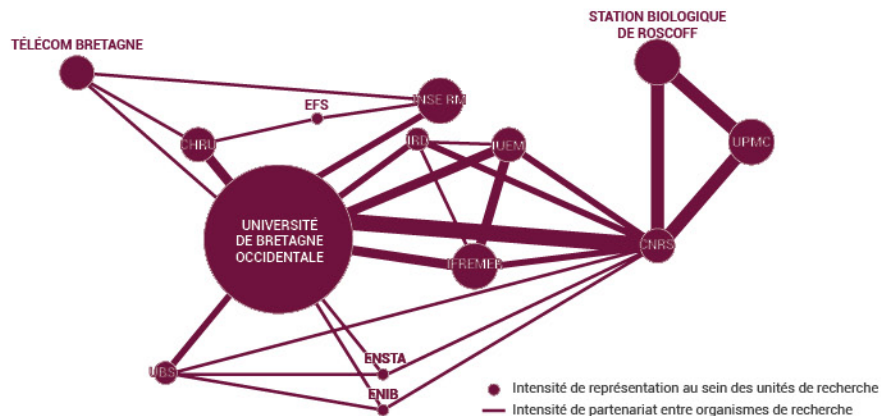 STATION BIOLOGIQUE
DE ROSCOFF
TÉLÉCOM BRETAGNE
INSERM
EFS
CHRU
IRD
IUEM
UPMC
UNIVERSITÉ
DE BRETAGNE
OCCIDENTALE
CNRS
IFREMER
ENSTA
UBS
ENIB
Intensité de représentation au sein des unités de recherche
Intensité de partenariat entre organismes de recherche